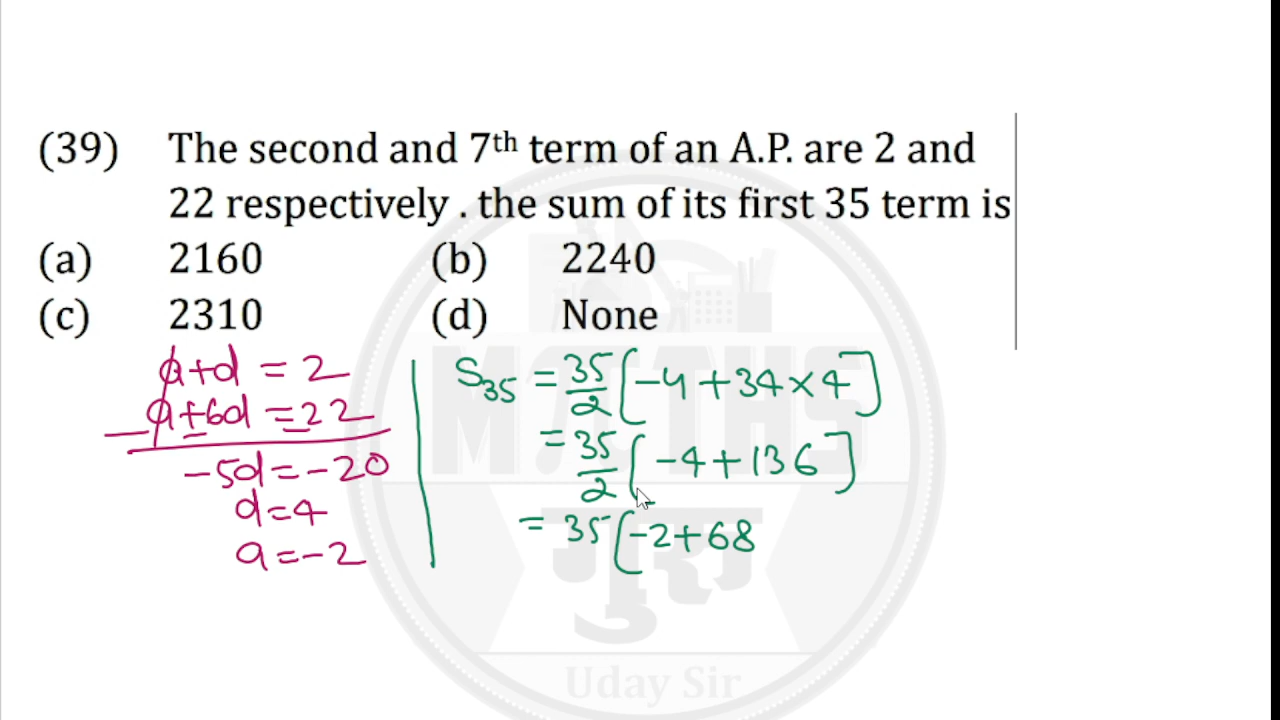 (39) The second and 7th term of an A.P. are 2 and
22 respectively . the sum of its first 35 term is
(a) 2160 (b) 2240
(c) 2310 (d) None
a+d = 2
a+6d = 22
-5d = -20
d=4
a=-2
S35 = 35/2 [-4+34×4]
= 35/2 [-4+136]
= 35 [-2+68
MATHS
गुरु
Uday Sir